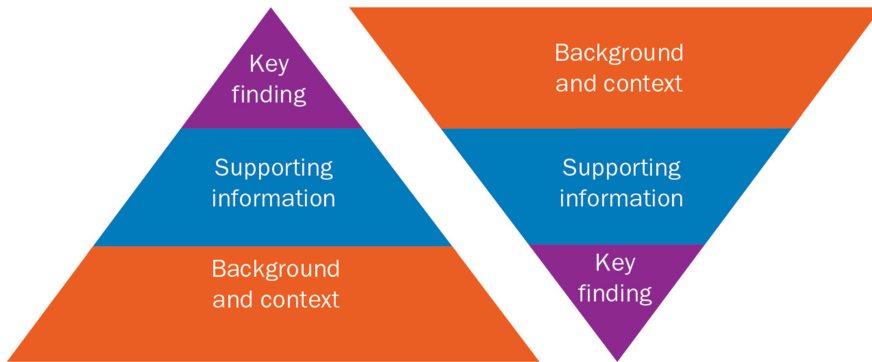 Key
finding
Supporting
information
Background
and context
Background
and context
Supporting
information
Key
finding